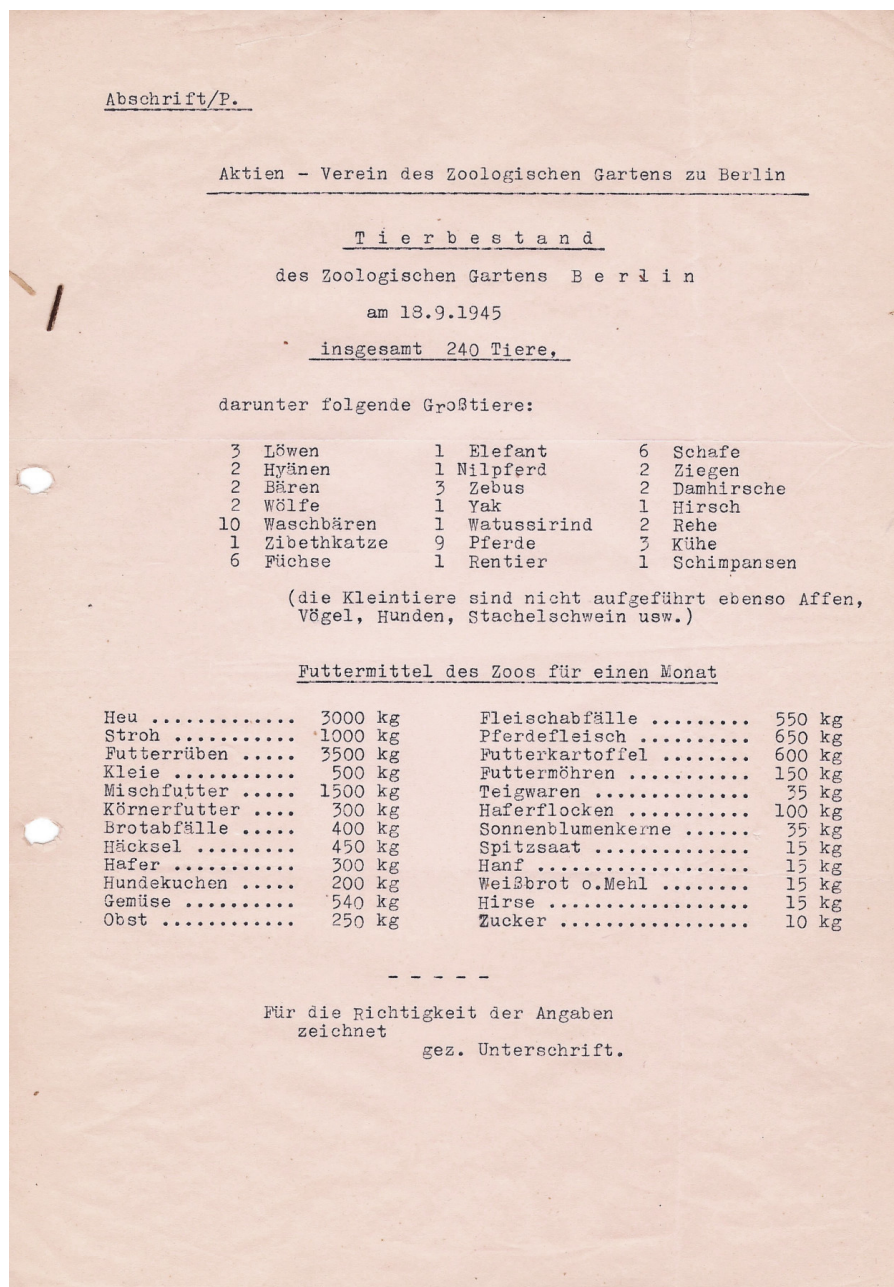 Abschrift/P.
Aktien - Verein des Zoologischen Gartens zu Berlin
T i e r b e s t a n d
des Zoologischen Gartens B e r l i n
am 18.9.1945
insgesamt 240 Tiere,
darunter folgende Großtiere:
3 Löwen 1 Elefant 6 Schafe
2 Hyänen 1 Nilpferd 2 Ziegen
2 Bären 3 Zebus 2 Damhirsche
2 Wölfe 1 Yak 1 Hirsch
10 Waschbären 1 Watussirind 2 Rehe
1 Zibethkatze 9 Pferde 3 Kühe
6 Füchse 1 Rentier 1 Schimpansen
(die Kleintiere sind nicht aufgeführt ebenso Affen,
Vögel, Hunden, Stachelschwein usw.)
Futtermittel des Zoos für einen Monat
Heu ............. 3000 kg Fleischabfälle ......... 550 kg
Stroh ........... 1000 kg Pferdefleisch .......... 650 kg
Futterrüben ..... 3500 kg Futterkartoffel ........ 600 kg
Kleie ........... 500 kg Futtermöhren ........... 150 kg
Mischfutter ..... 1500 kg Teigwaren .............. 35 kg
Körnerfutter .... 300 kg Haferflocken ........... 100 kg
Brotabfälle ..... 400 kg Sonnenblumenkerne ...... 35 kg
Häcksel ......... 450 kg Spitzsaat .............. 15 kg
Hafer ........... 300 kg Hanf ................... 15 kg
Hundekuchen ..... 200 kg Weißbrot o.Mehl ........ 15 kg
Gemüse .......... 540 kg Hirse .................. 15 kg
Obst ............ 250 kg Zucker ................. 10 kg
- - - - -
Für die Richtigkeit der Angaben
zeichnet
gez. Unterschrift.